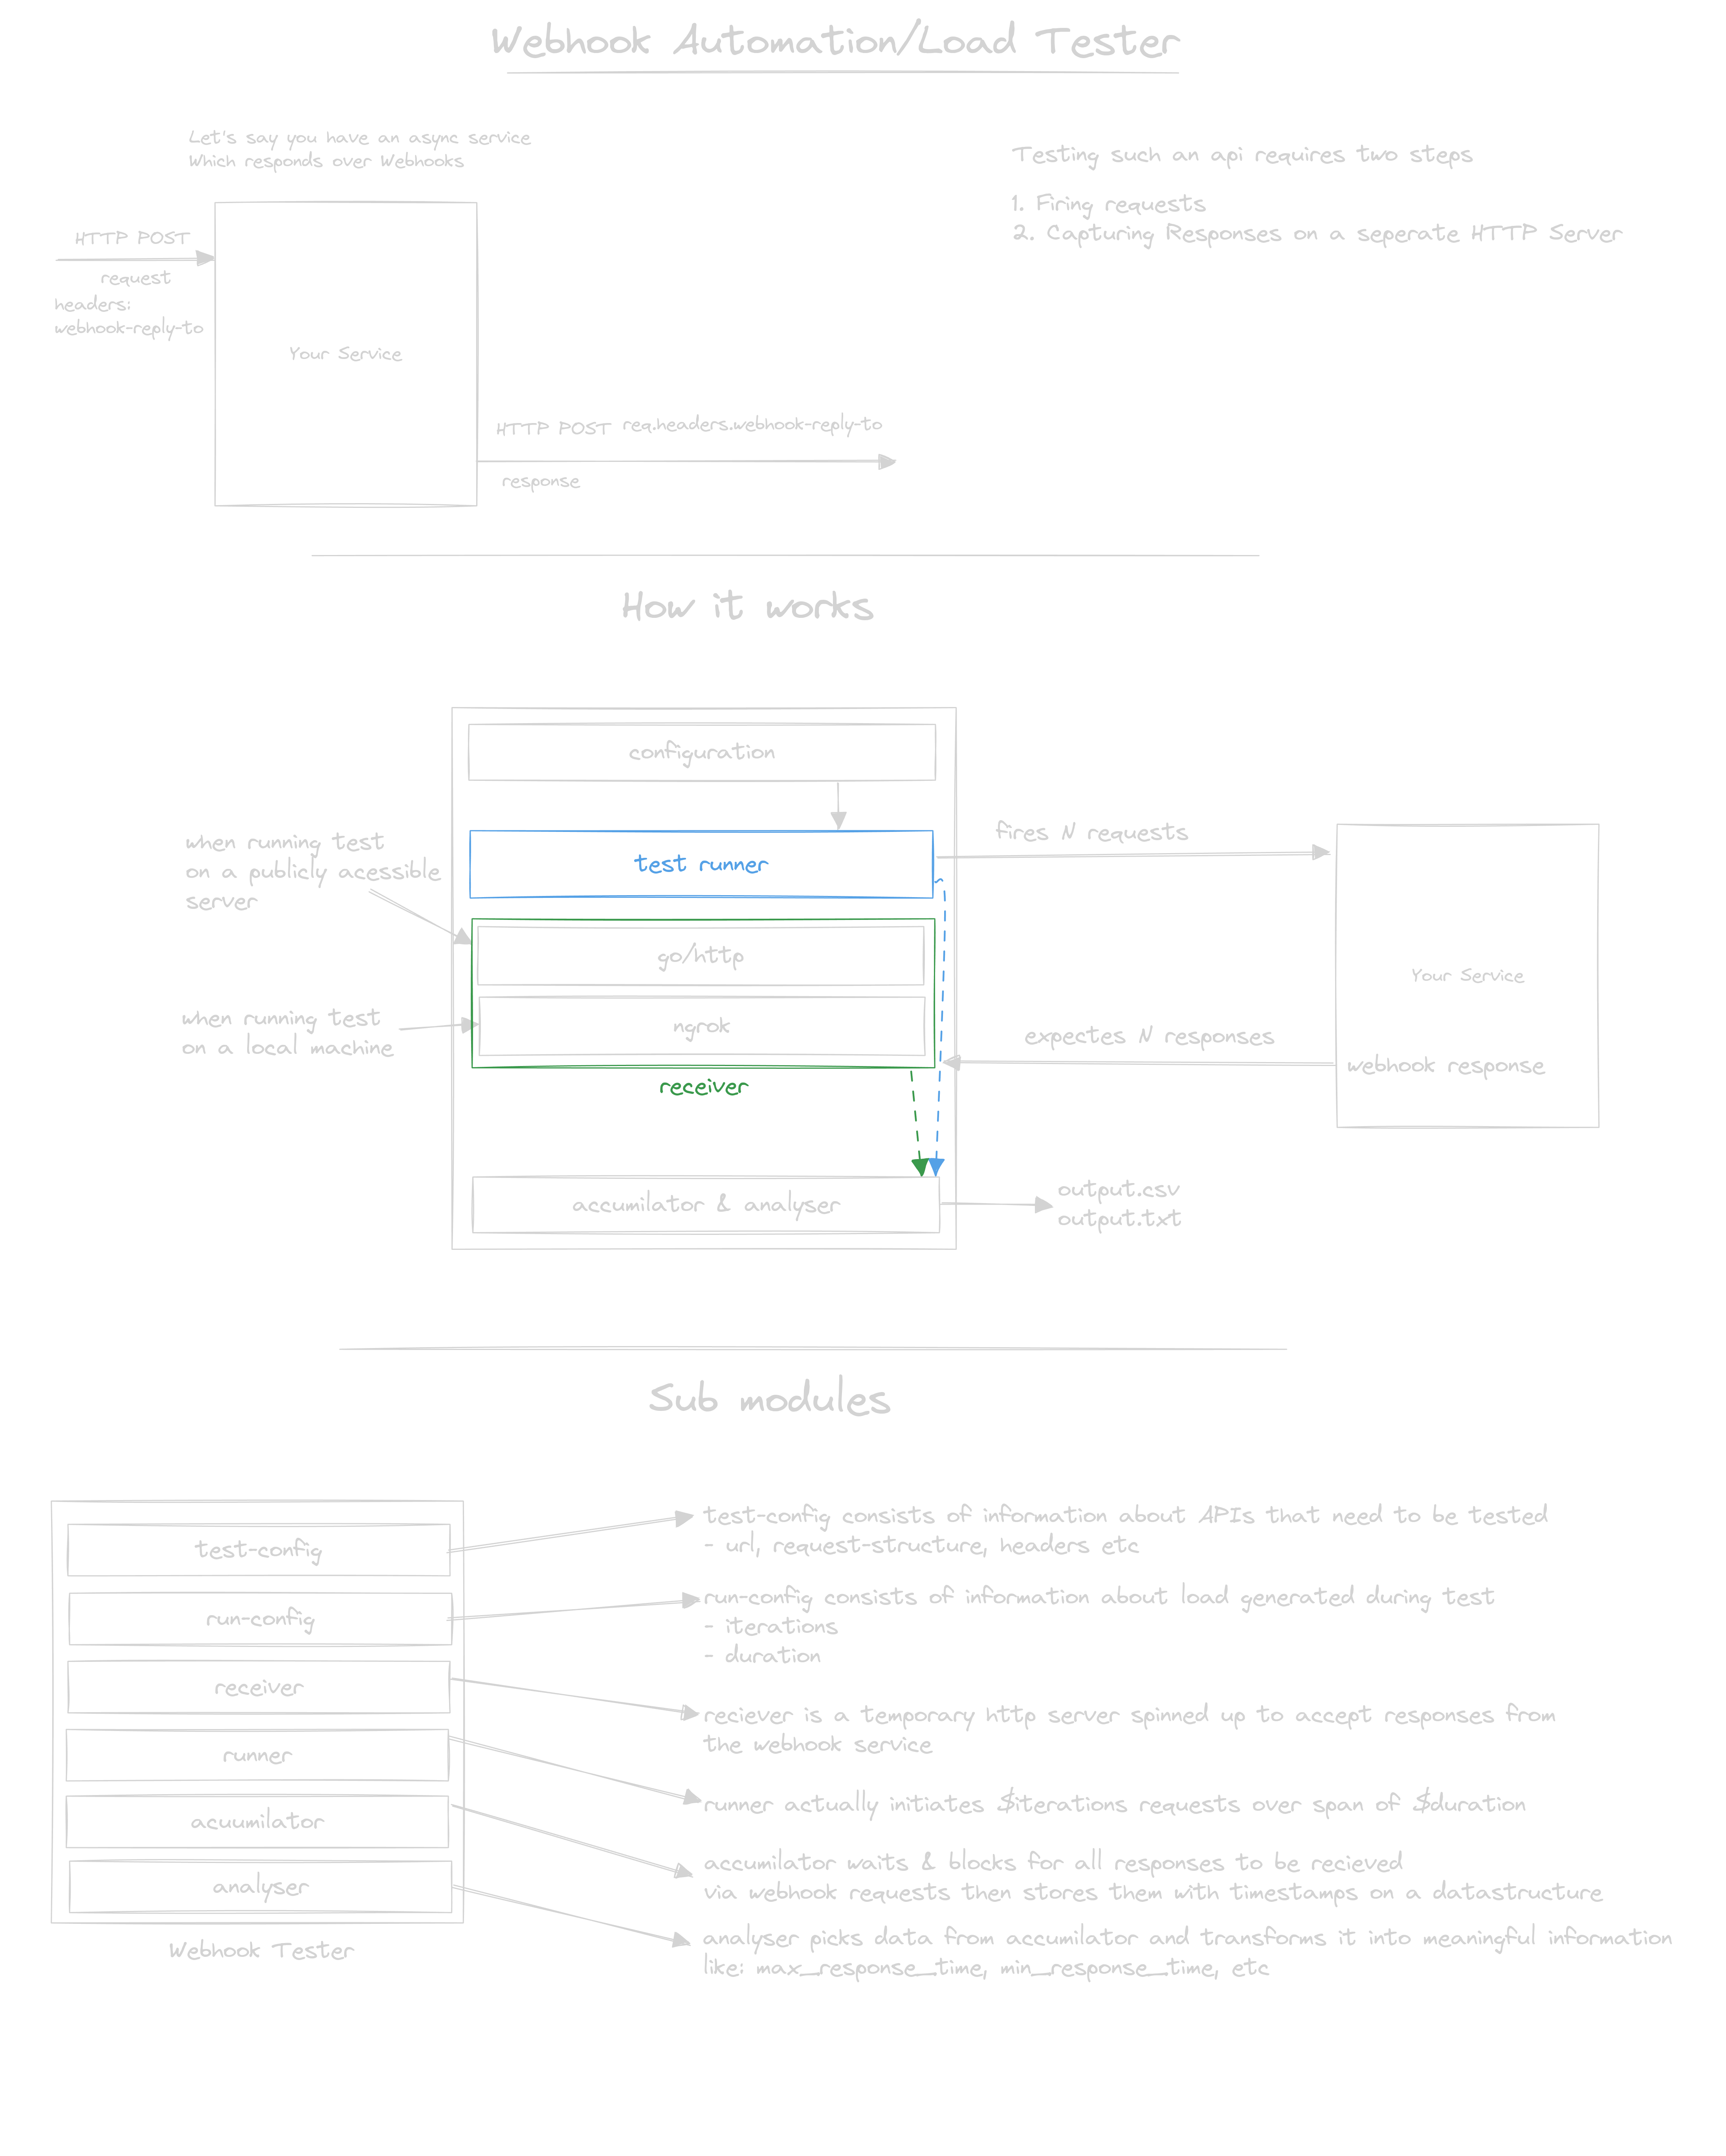 Webhook Automation/Load Tester
Let's say you have an async service
Which responds over Webhooks
Testing such an api requires two steps
1. Firing requests
2. Capturing Responses on a seperate HTTP Server
HTTP POST
request
headers:
webhook-reply-to
Your Service
HTTP POST req.headers.webhook-reply-to
response
How it works
configuration
test runner
when running test
on a publicly acessible
server
go/http
when running test
on a local machine
ngrok
receiver
fires N requests
Your Service
expectes N responses
webhook response
accumilator & analyser
output.csv
output.txt
Sub modules
test-config
test-config consists of information about APIs that need to be tested
- url, request-structure, headers etc
run-config
run-config consists of information about load generated during test
- iterations
- duration
receiver
reciever is a temporary http server spinned up to accept responses from
the webhook service
runner
runner actually initiates $iterations requests over span of $duration
acuumilator
accumilator waits & blocks for all responses to be recieved
via webhook requests then stores them with timestamps on a datastructure
analyser
analyser picks data from accumilator and transforms it into meaningful information
like: max_response_time, min_response_time, etc
Webhook Tester